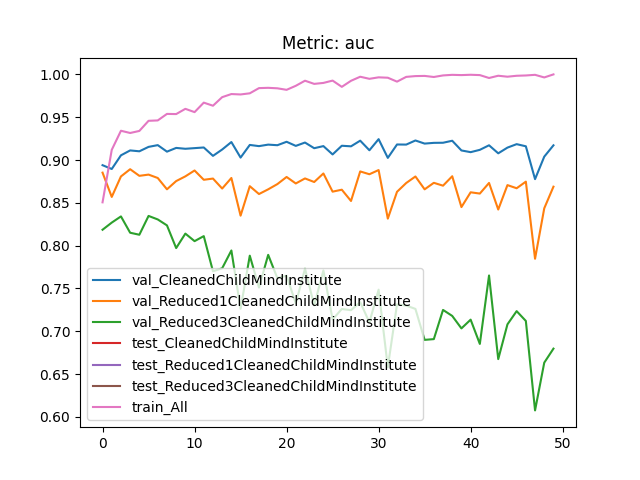 Metric: auc
1.00
0.95
0.90
0.85
0.80
0.75
0.70
0.65
0.60
val_CleanedChildMindInstitute
val_Reduced1CleanedChildMindInstitute
val_Reduced3CleanedChildMindInstitute
test_CleanedChildMindInstitute
test_Reduced1CleanedChildMindInstitute
test_Reduced3CleanedChildMindInstitute
train_All
0 10 20 30 40 50